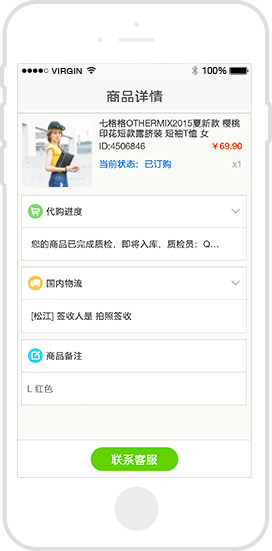 VIRGIN 100%
商品详情
七格格OTHERMIX2015夏新款 樱桃
印花短款露脐装 短袖T恤 女
ID:4506846 ￥69.90
当前状态：已订购 x1
代购进度
您的商品已完成质检，即将入库，质检员：Q...
国内物流
[松江] 签收人是 拍照签收
商品备注
L 红色
联系客服